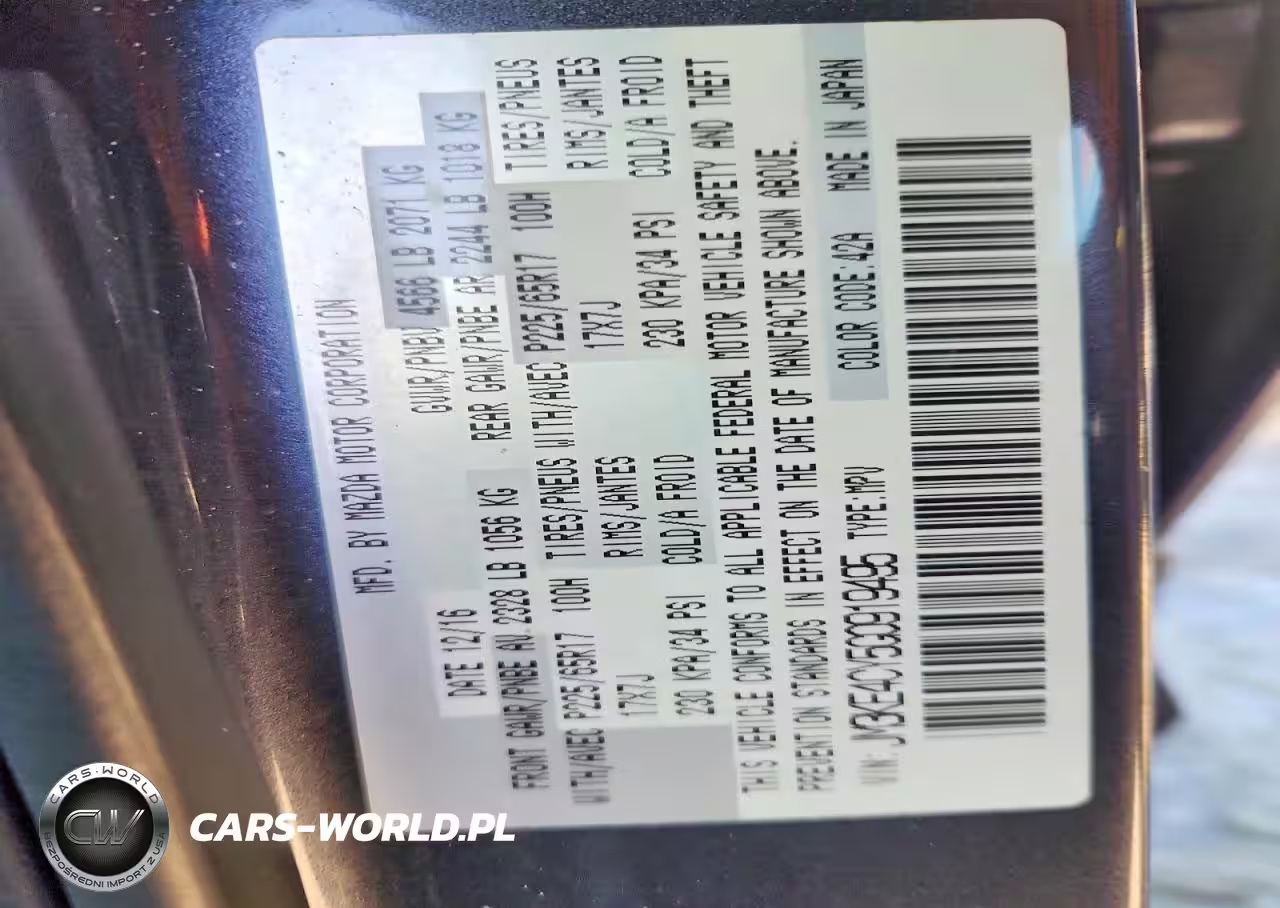 MFD. BY MAZDA MOTOR CORPORATION
DATE 12/16 GVWR/PNBV 4566 LB 2071 KG
FRONT GAWR/PNBE AV. 2328 LB 1056 KG REAR GAWR/PNBE AR 2244 LB 1018 KG
WITH/AVEC P225/65R17 100H TIRES/PNEUS WITH/AVEC P225/65R17 100H TIRES/PNEUS
17X7J RIMS/JANTES 17X7J RIMS/JANTES
230 KPA/34 PSI COLD/A FROID 230 KPA/34 PSI COLD/A FROID
THIS VEHICLE CONFORMS TO ALL APPLICABLE FEDERAL MOTOR VEHICLE SAFETY AND THEFT
PREVENTION STANDARDS IN EFFECT ON THE DATE OF MANUFACTURE SHOWN ABOVE.
VIN: JM3KE4CY5G0919495 TYPE:MPV COLOR CODE:42A MADE IN JAPAN
CARS-WORLD
CW
BEZPOŚREDNI IMPORT Z USA
CARS-WORLD.PL